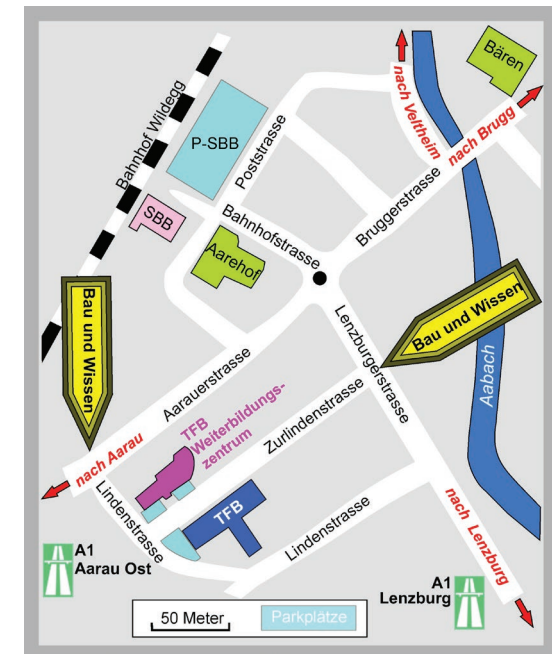 Bären
nach Veltheim
nach Brugg
Bahnhof Wildegg
P-SBB
Poststrasse
SBB
Bahnhofstrasse
Bruggerstrasse
Aarehof
Bau und Wissen
Bau und Wissen
Aabach
Aarauerstrasse
Lenzburgerstrasse
TFB
Weiterbildungs-
zentrum
Zurlindenstrasse
nach Aarau
Lindenstrasse
TFB
Lindenstrasse
nach Lenzburg
A1
Aarau Ost
A1
Lenzburg
50 Meter
Parkplätze